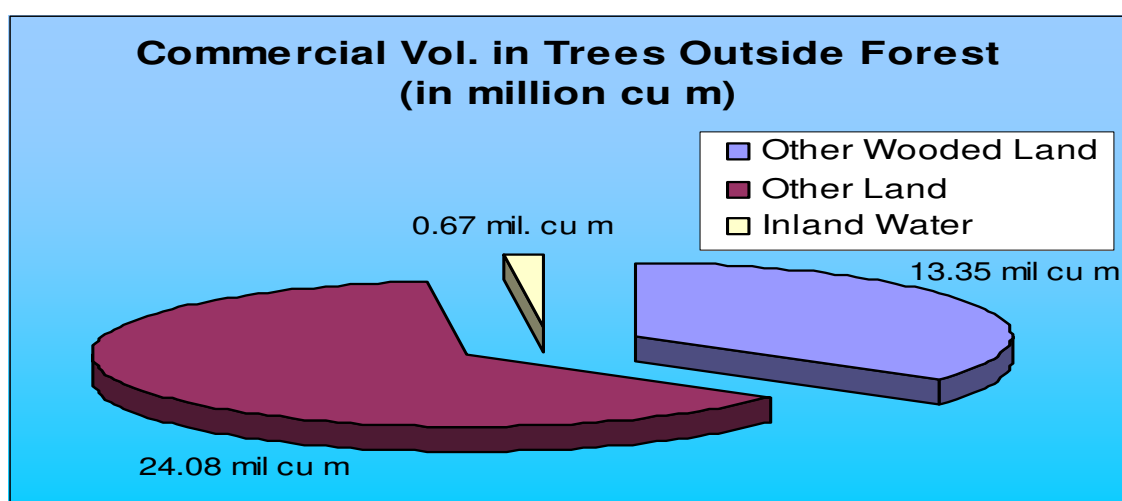 Commercial Vol. in Trees Outside Forest
(in million cu m)
Other Wooded Land
Other Land
Inland Water
0.67 mil. cu m
13.35 mil cu m
24.08 mil cu m